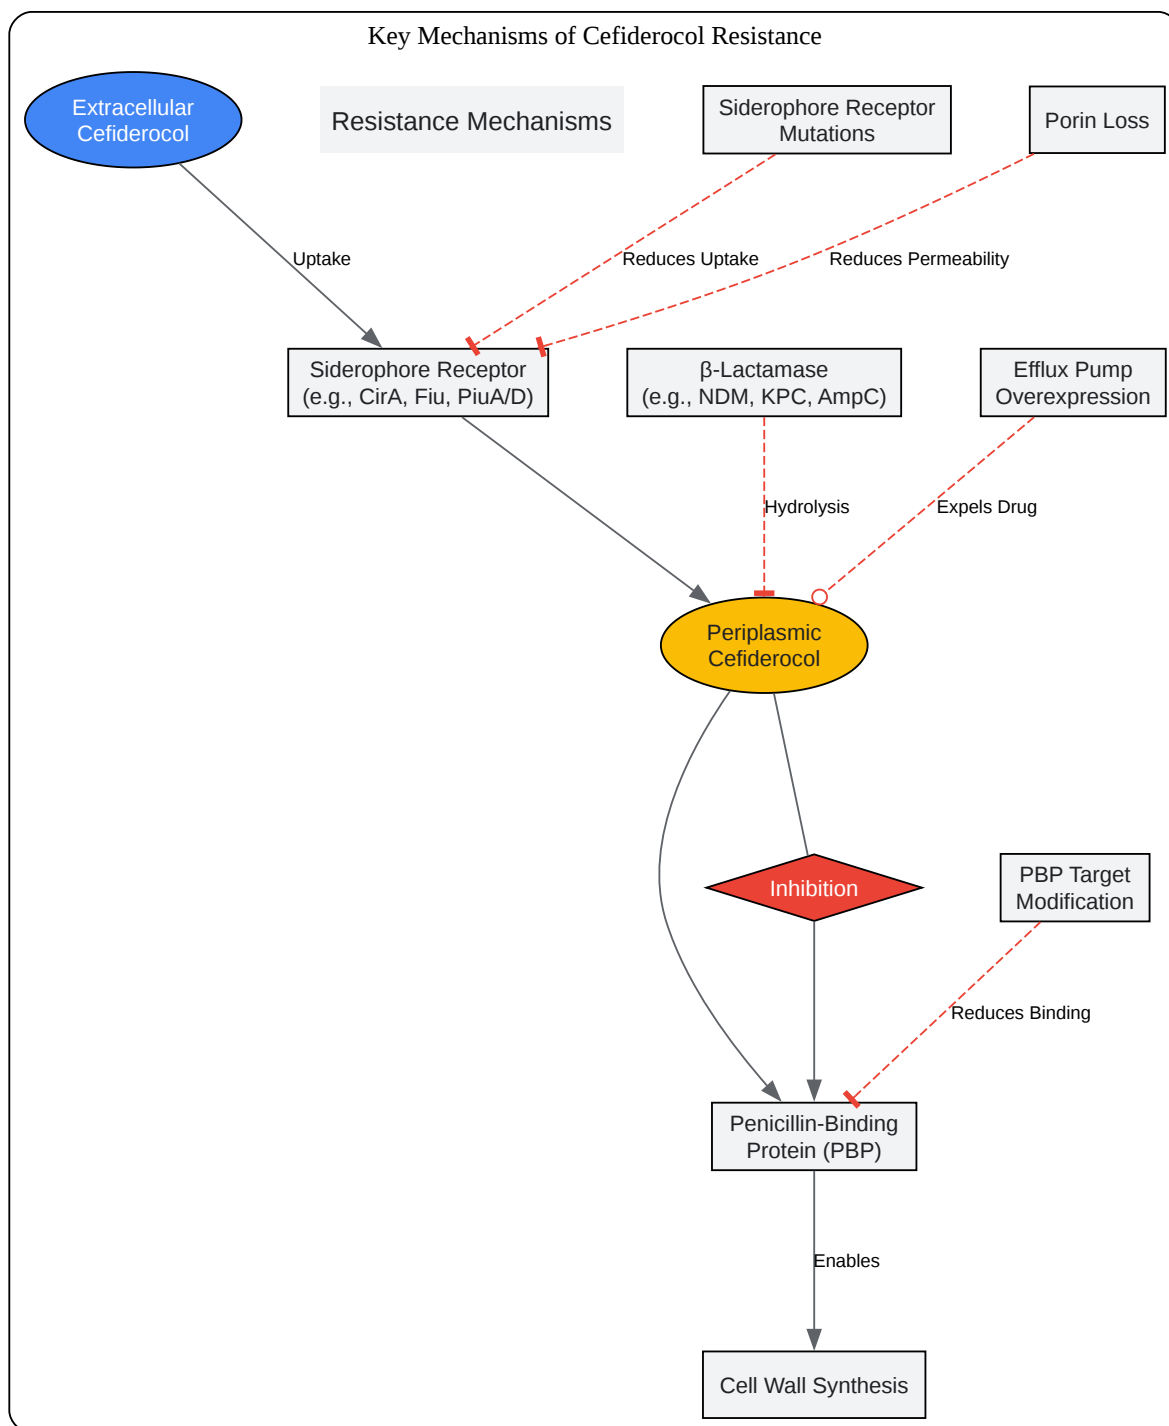 Key Mechanisms of Cefiderocol Resistance
Extracellular
Cefiderocol
Resistance Mechanisms
Siderophore Receptor
Mutations
Porin Loss
Uptake
Reduces Uptake
Reduces Permeability
Siderophore Receptor
(e.g., CirA, Fiu, PiuA/D)
β-Lactamase
(e.g., NDM, KPC, AmpC)
Efflux Pump
Overexpression
Hydrolysis
Expels Drug
Periplasmic
Cefiderocol
Inhibition
PBP Target
Modification
Reduces Binding
Penicillin-Binding
Protein (PBP)
Enables
Cell Wall Synthesis